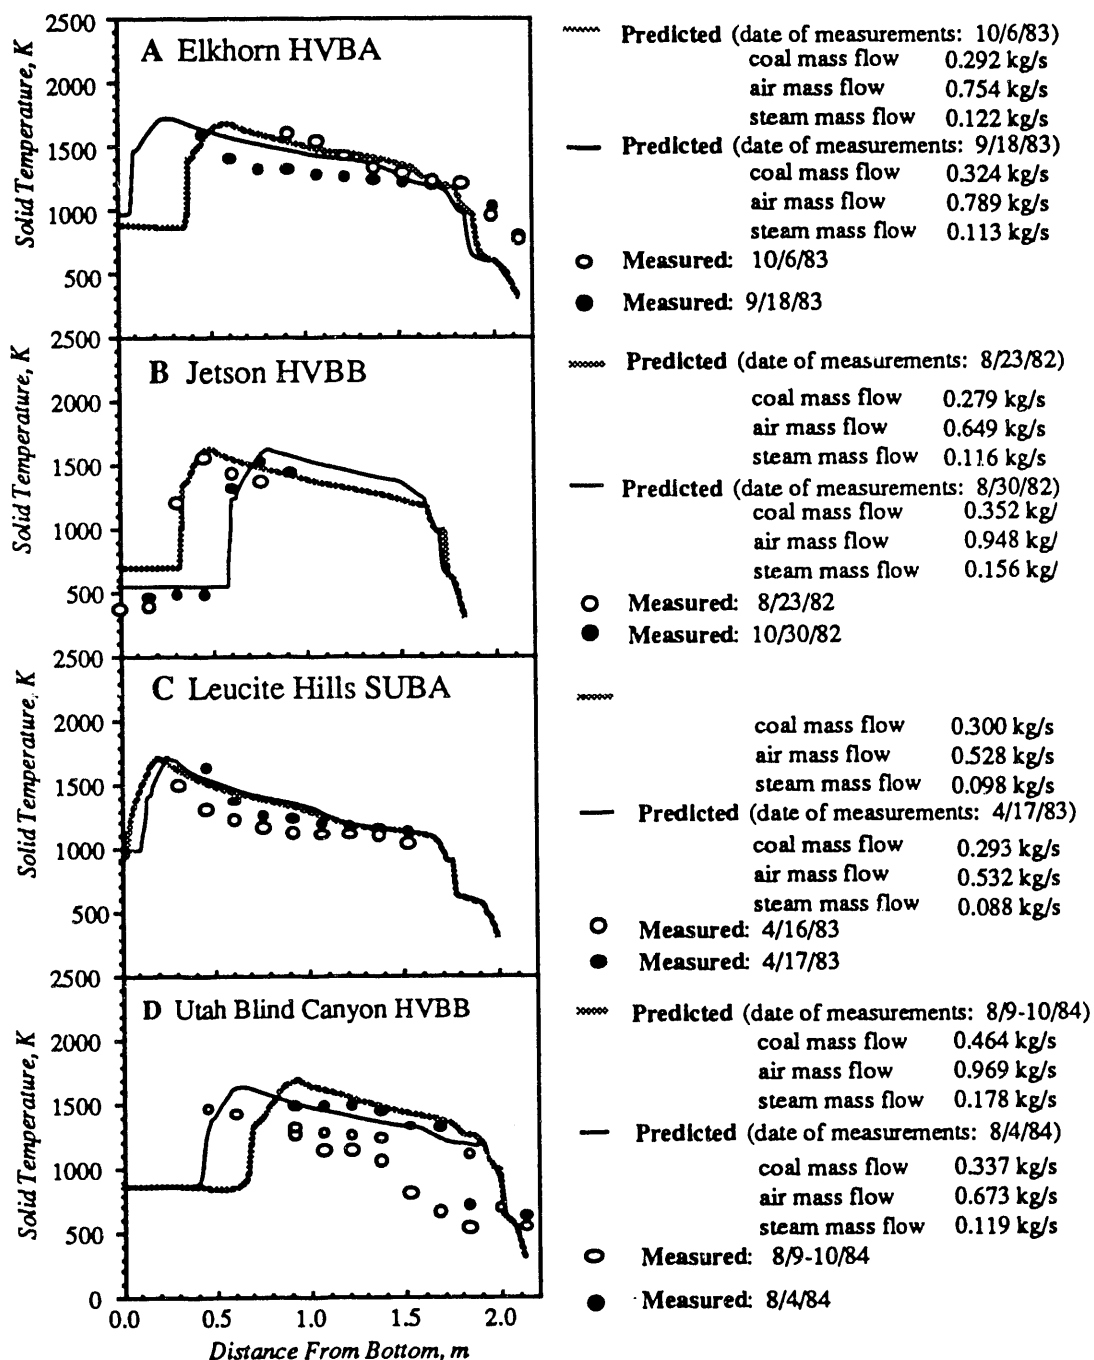 2500
2000
1500
1000
500
Solid Temperature, K
A Elkhorn HVBA
Predicted (date of measurements: 10/6/83)
coal mass flow 0.292 kg/s
air mass flow 0.754 kg/s
steam mass flow 0.122 kg/s
Predicted (date of measurements: 9/18/83)
coal mass flow 0.324 kg/s
air mass flow 0.789 kg/s
steam mass flow 0.113 kg/s
Measured: 10/6/83
Measured: 9/18/83
2500
2000
1500
1000
500
Solid Temperature, K
B Jetson HVBB
Predicted (date of measurements: 8/23/82)
coal mass flow 0.279 kg/s
air mass flow 0.649 kg/s
steam mass flow 0.116 kg/s
Predicted (date of measurements: 8/30/82)
coal mass flow 0.352 kg/
air mass flow 0.948 kg/
steam mass flow 0.156 kg/
Measured: 8/23/82
Measured: 10/30/82
2500
2000
1500
1000
500
Solid Temperature, K
C Leucite Hills SUBA
coal mass flow 0.300 kg/s
air mass flow 0.528 kg/s
steam mass flow 0.098 kg/s
Predicted (date of measurements: 4/17/83)
coal mass flow 0.293 kg/s
air mass flow 0.532 kg/s
steam mass flow 0.088 kg/s
Measured: 4/16/83
Measured: 4/17/83
2500
2000
1500
1000
500
0
Solid Temperature, K
D Utah Blind Canyon HVBB
Predicted (date of measurements: 8/9-10/84)
coal mass flow 0.464 kg/s
air mass flow 0.969 kg/s
steam mass flow 0.178 kg/s
Predicted (date of measurements: 8/4/84)
coal mass flow 0.337 kg/s
air mass flow 0.673 kg/s
steam mass flow 0.119 kg/s
Measured: 8/9-10/84
Measured: 8/4/84
0.0 0.5 1.0 1.5 2.0
Distance From Bottom, m